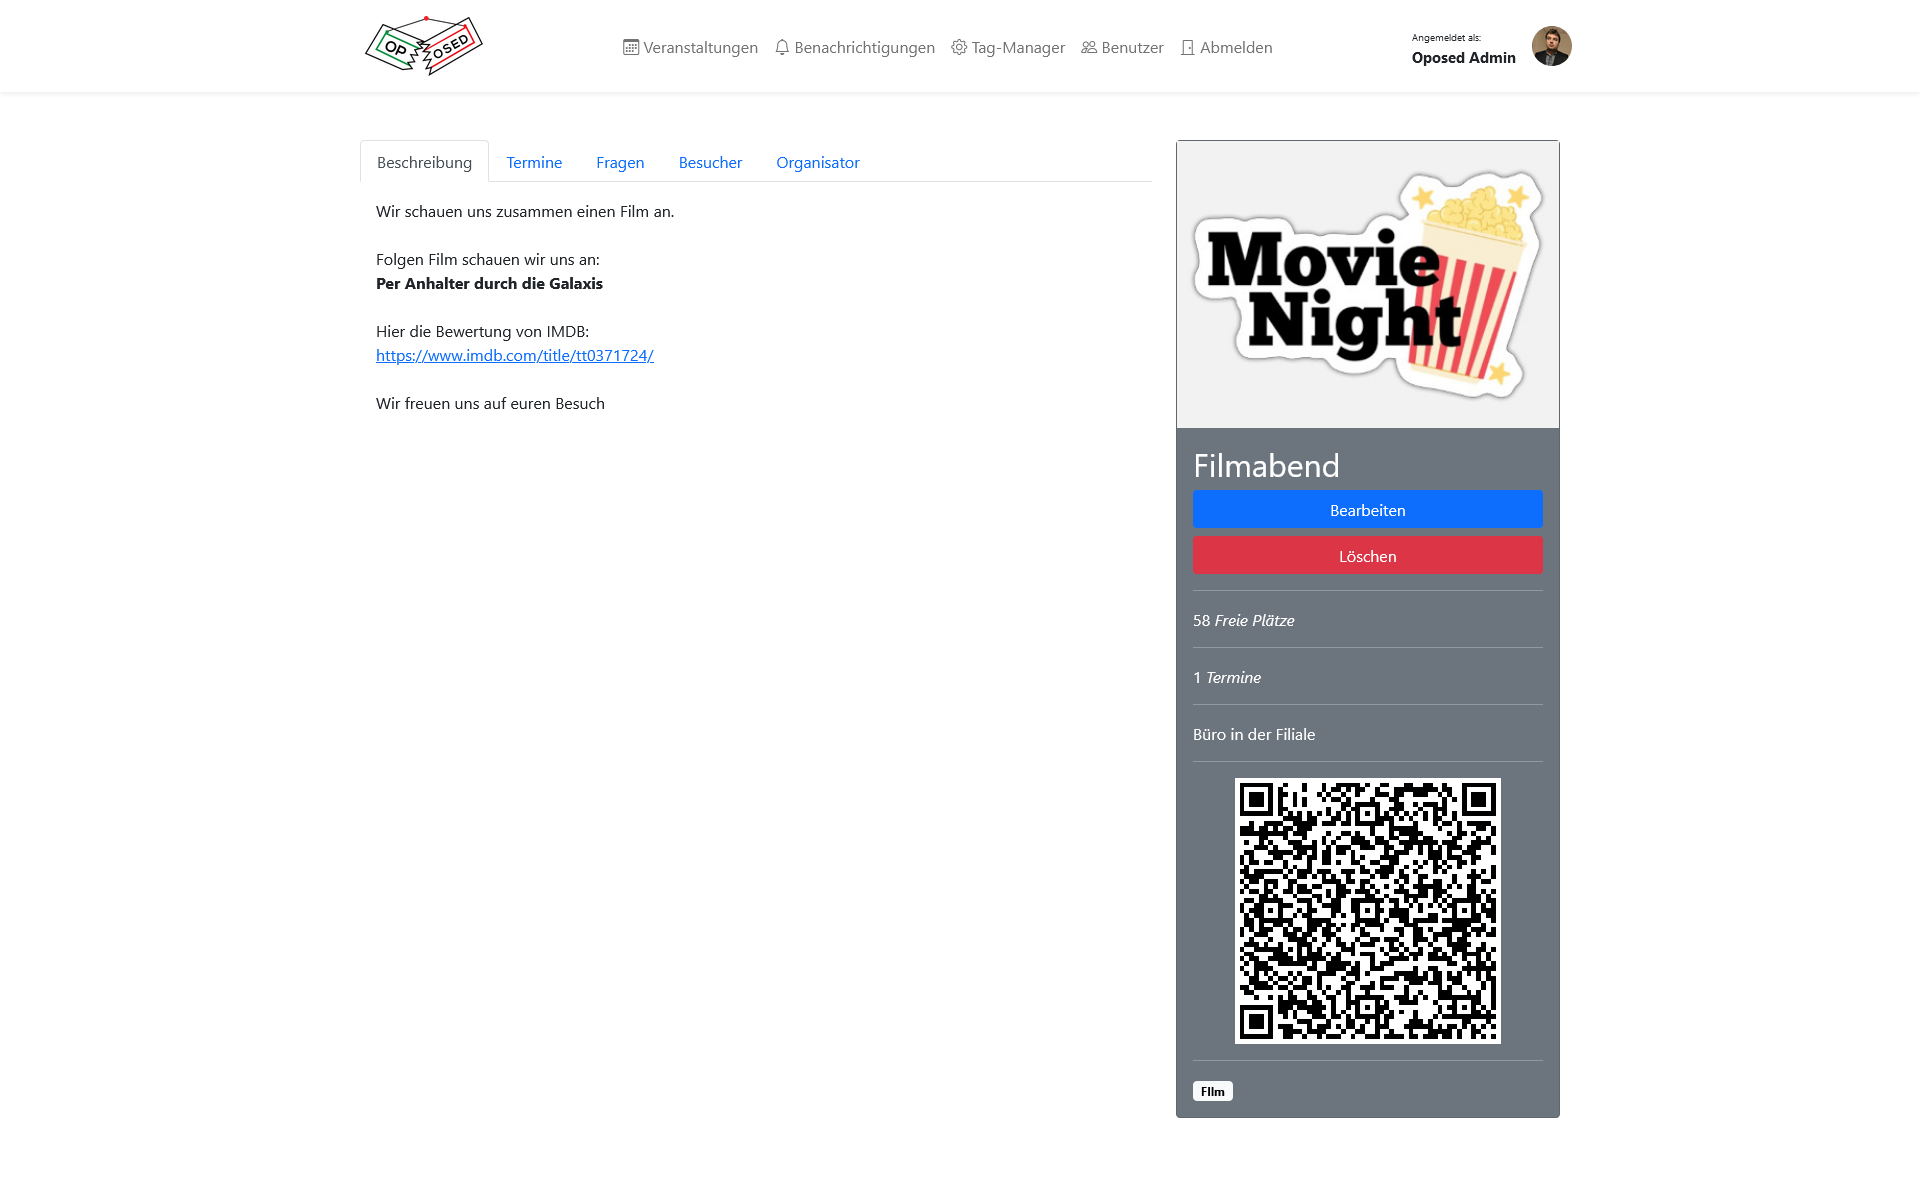 OP OSED
Veranstaltungen Benachrichtigungen Tag-Manager Benutzer Abmelden
Angemeldet als:
Oposed Admin
Beschreibung Termine Fragen Besucher Organisator
Wir schauen uns zusammen einen Film an.
Folgen Film schauen wir uns an:
Per Anhalter durch die Galaxis
Hier die Bewertung von IMDB:
https://www.imdb.com/title/tt0371724/
Wir freuen uns auf euren Besuch
Movie
Night
Filmabend
Bearbeiten
Löschen
58 Freie Plätze
1 Termine
Büro in der Filiale
Film